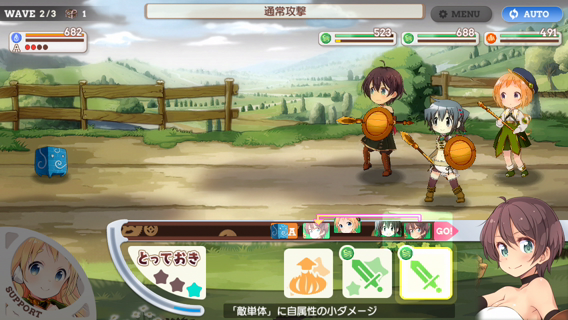 WAVE 2/3
1
通常攻撃
MENU
AUTO
682
A
523
688
491
A
GO!
とっておき
SUPPORT
「敵単体」に自属性の小ダメージ